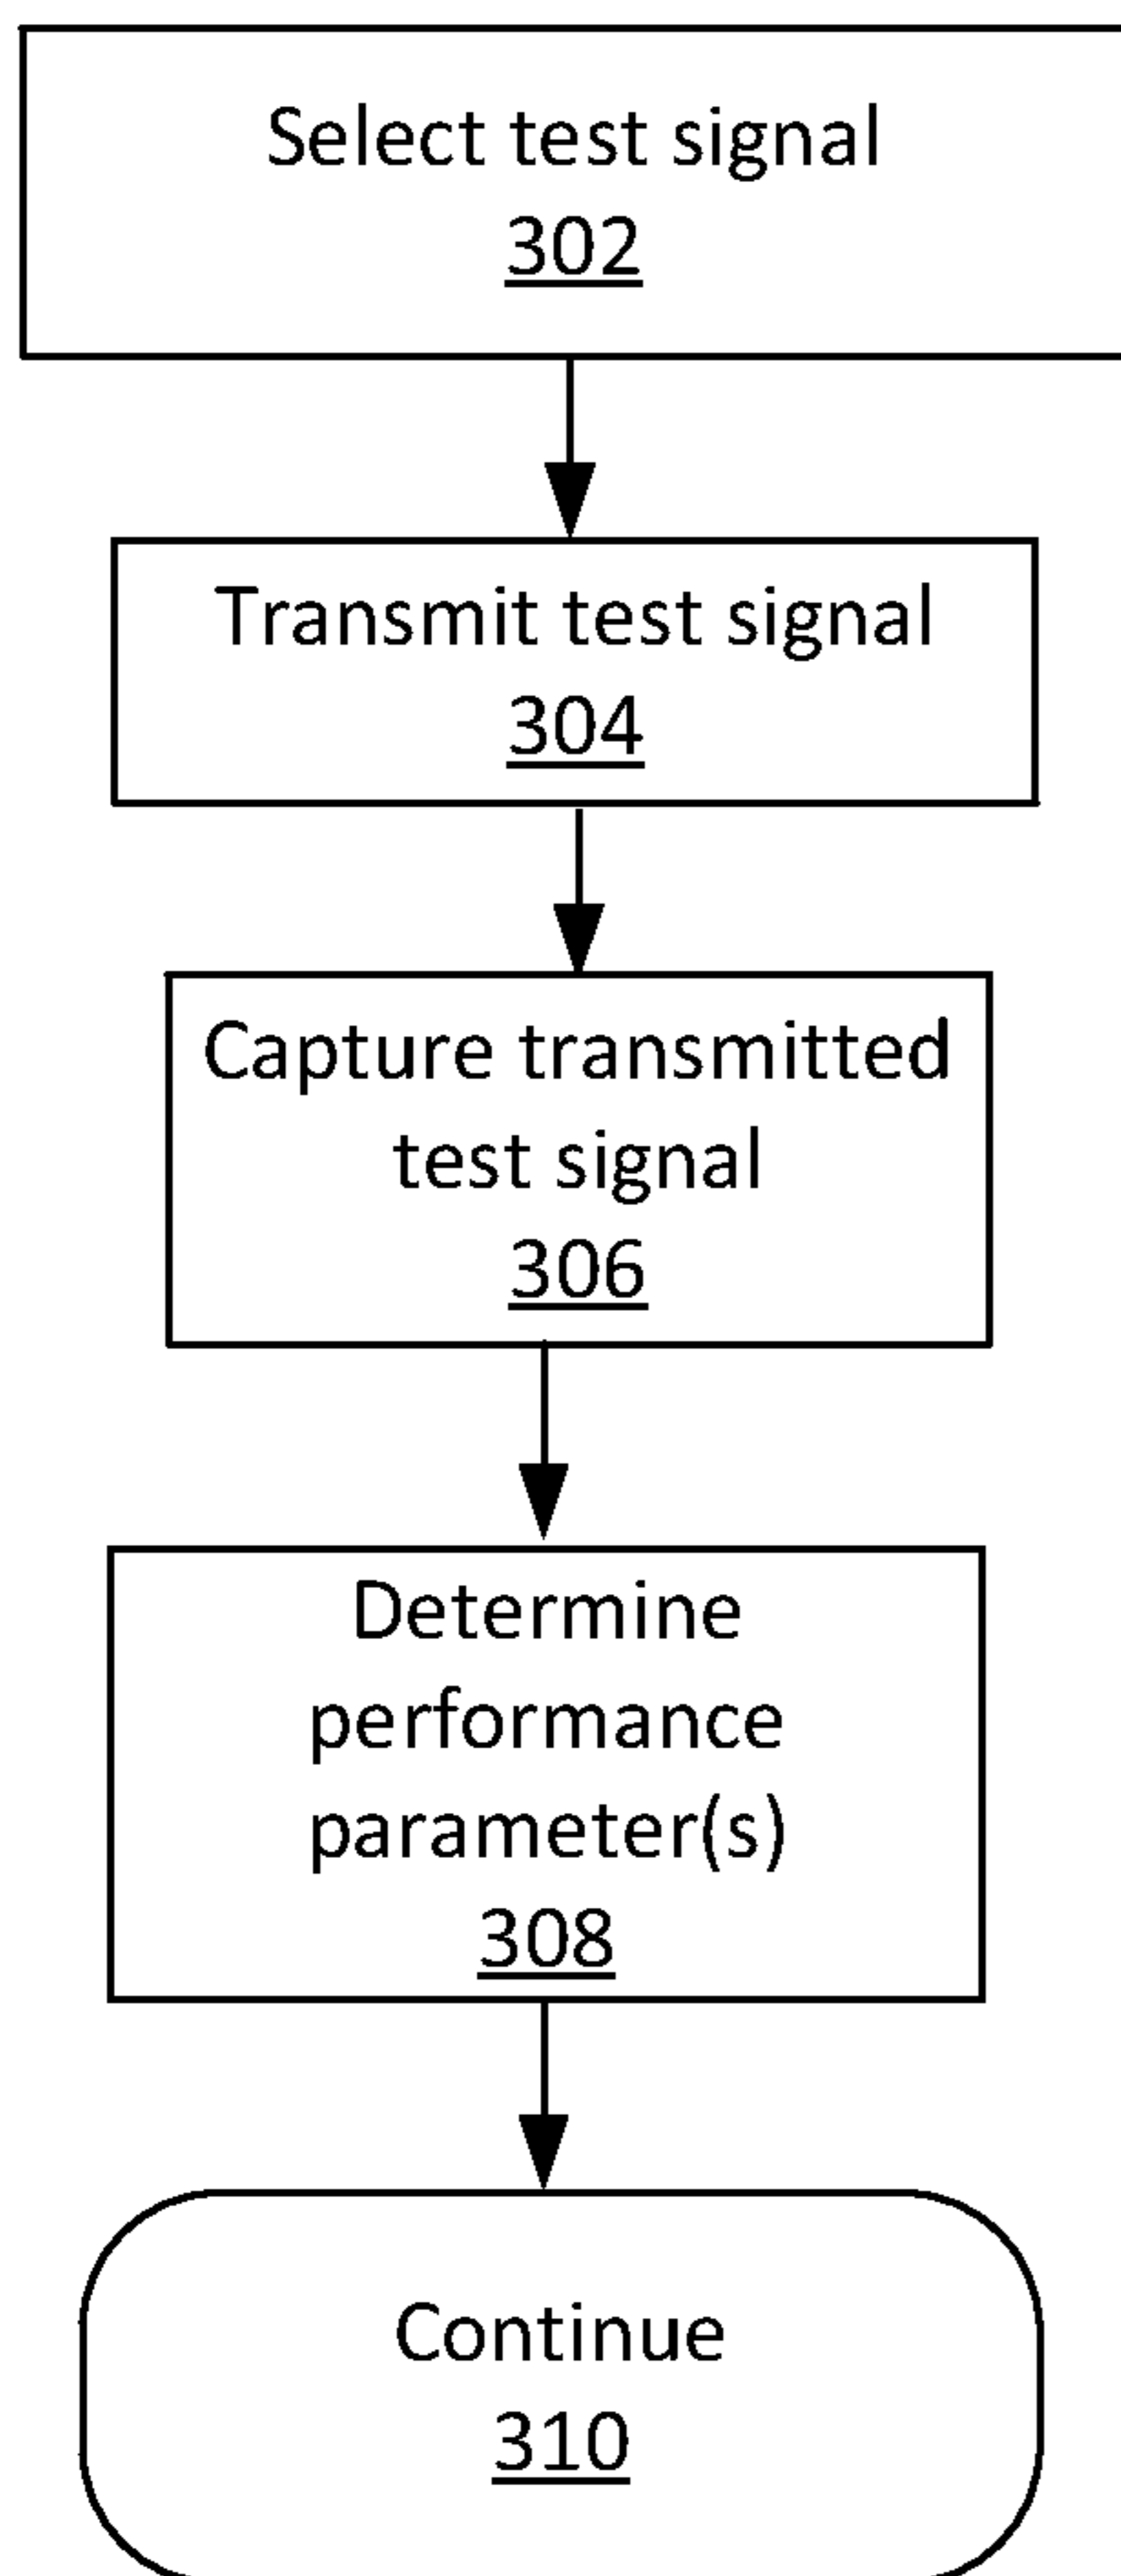 Select test signal
302
Transmit test signal
304
Capture transmitted
test signal
306
Determine
performance
parameter(s)
308
Continue
310